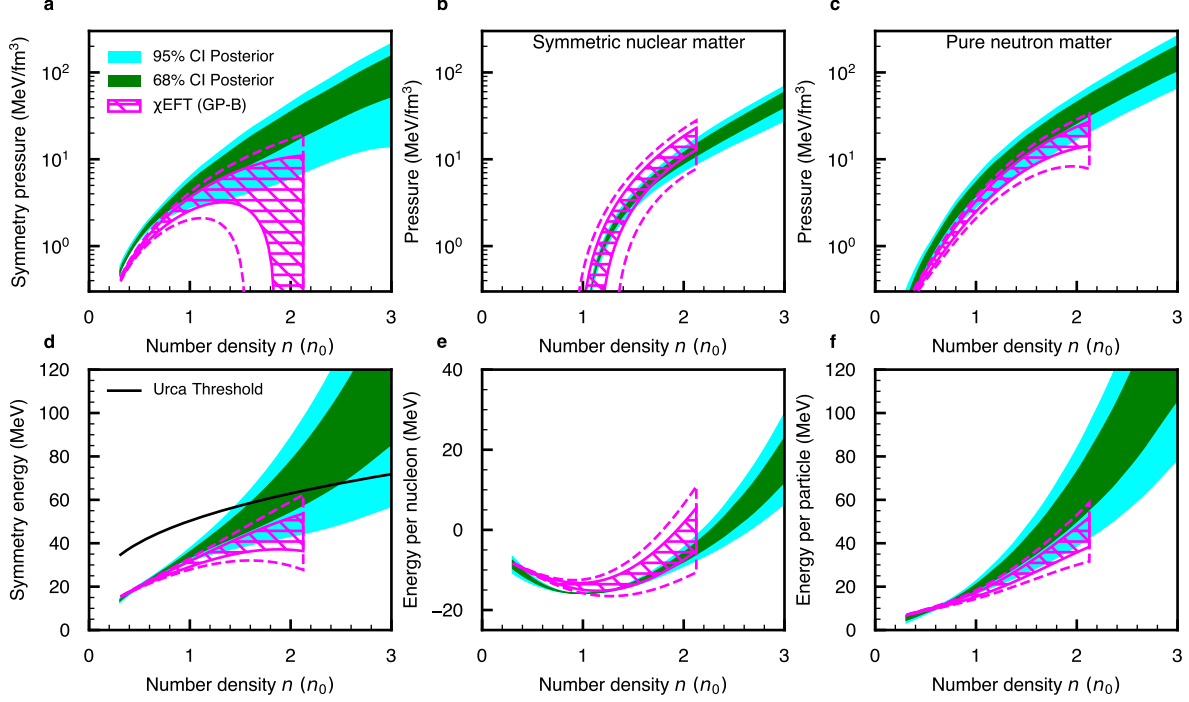 a
b
c
Symmetry pressure (MeV/fm³)
10²
10¹
10⁰
95% CI Posterior
68% CI Posterior
χEFT (GP-B)
0 1 2 3
Number density n (n₀)
Pressure (MeV/fm³)
10²
10¹
10⁰
Symmetric nuclear matter
0 1 2 3
Number density n (n₀)
Pressure (MeV/fm³)
10²
10¹
10⁰
Pure neutron matter
0 1 2 3
Number density n (n₀)
d
e
f
Symmetry energy (MeV)
120
100
80
60
40
20
0
Urca Threshold
0 1 2 3
Number density n (n₀)
Energy per nucleon (MeV)
40
20
0
−20
0 1 2 3
Number density n (n₀)
Energy per particle (MeV)
120
100
80
60
40
20
0
0 1 2 3
Number density n (n₀)